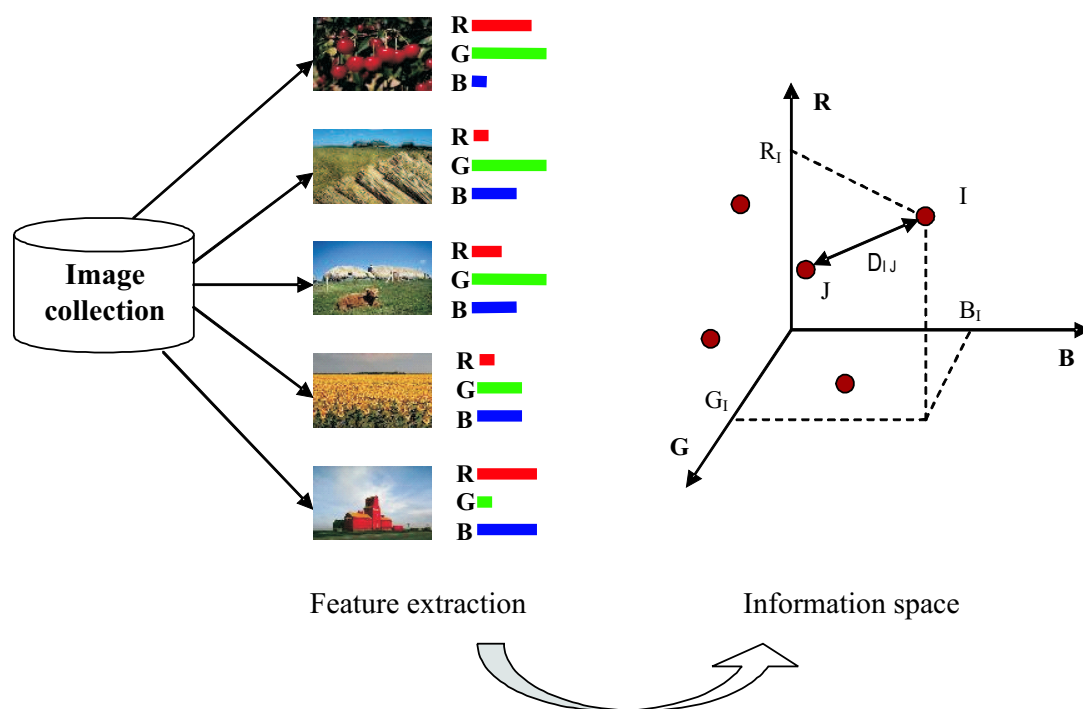 R
G
B
R
G
B
R
G
B
R
G
B
R
G
B
Image
collection
R
R_I
I
D_IJ
J
B_I
B
G_I
G
Feature extraction
Information space